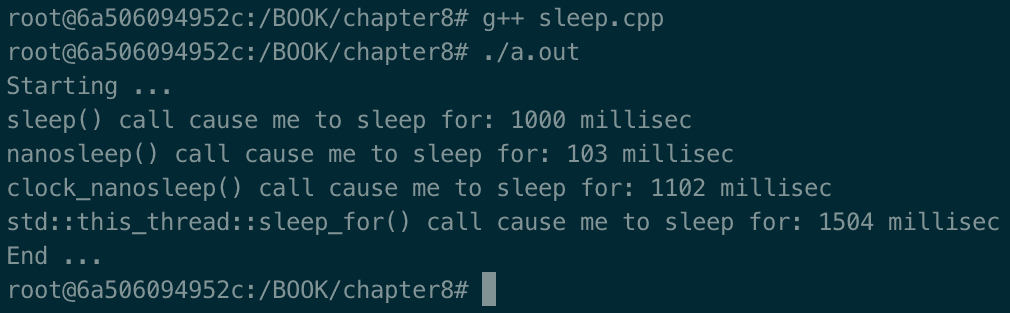 root@6a506094952c:/BOOK/chapter8# g++ sleep.cpp
root@6a506094952c:/BOOK/chapter8# ./a.out
Starting ...
sleep() call cause me to sleep for: 1000 millisec
nanosleep() call cause me to sleep for: 103 millisec
clock_nanosleep() call cause me to sleep for: 1102 millisec
std::this_thread::sleep_for() call cause me to sleep for: 1504 millisec
End ...
root@6a506094952c:/BOOK/chapter8#